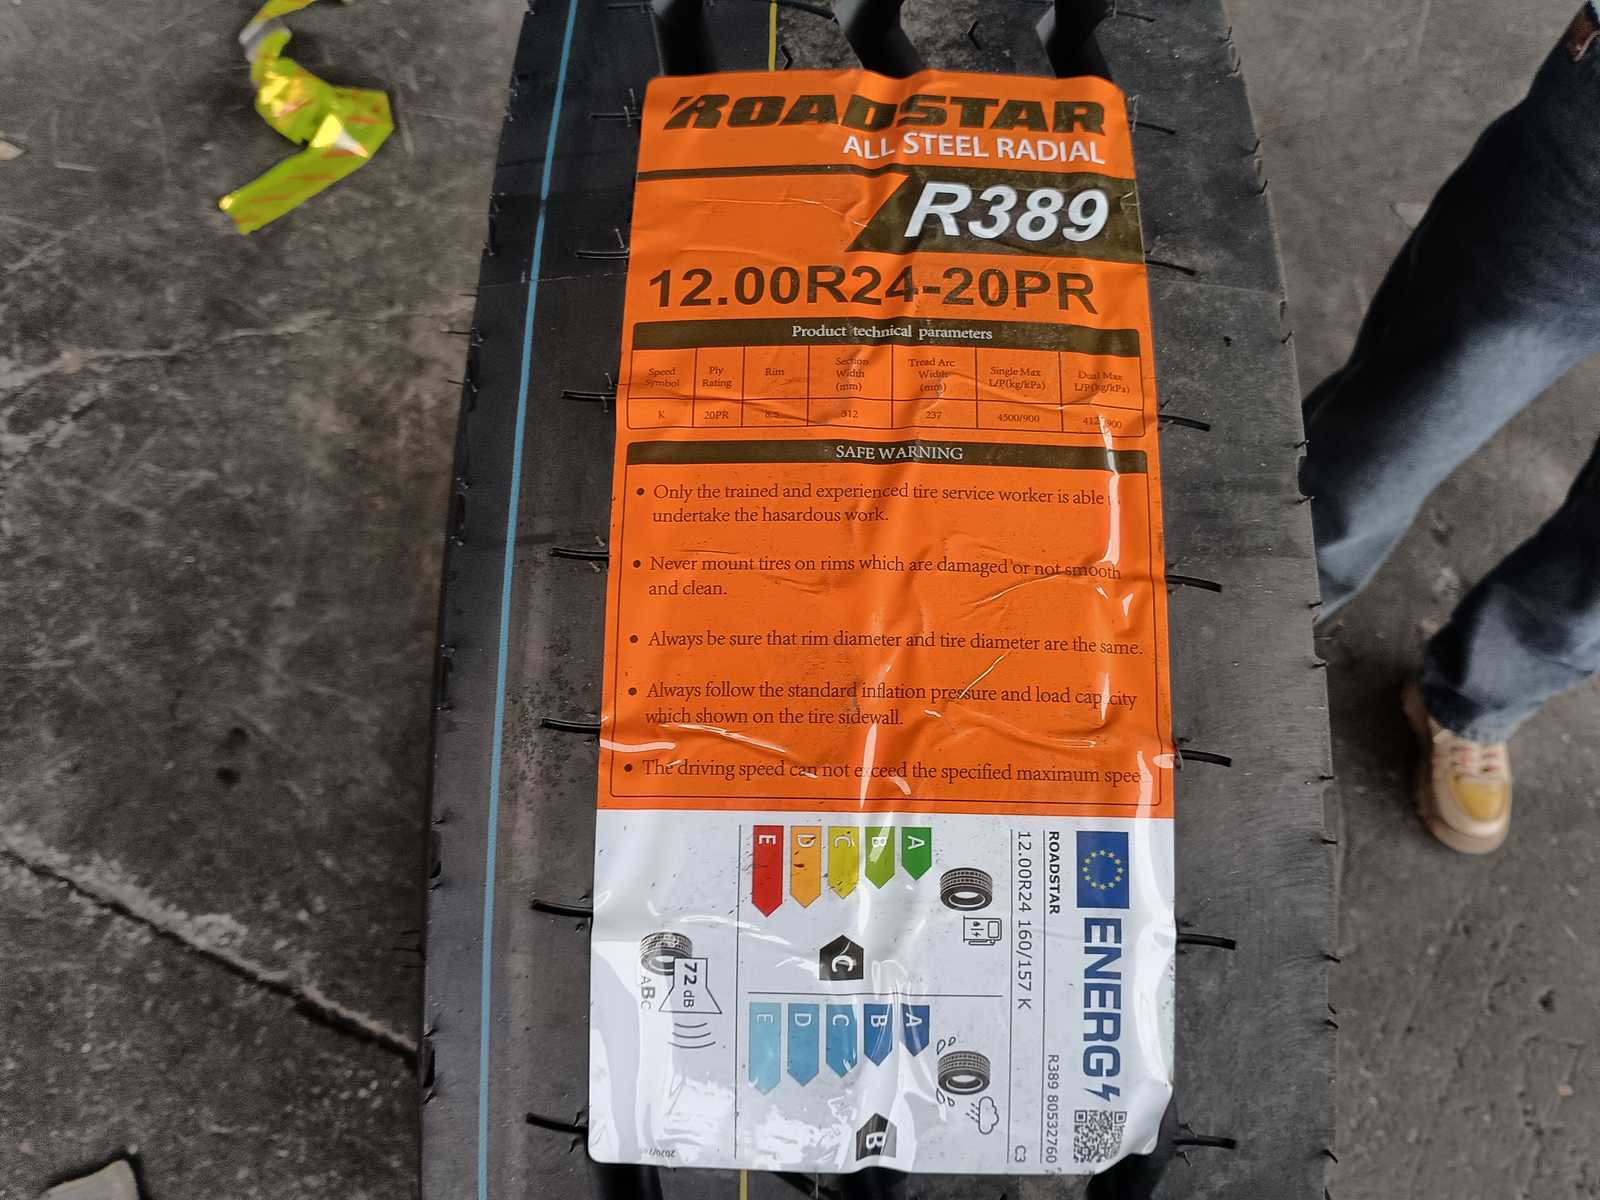 ROADSTAR
ALL STEEL RADIAL
R389
12.00R24-20PR
Product technical parameters
Speed Symbol
Ply Rating
Rim
Section Width (mm)
Tread Arc Width (mm)
Single Max L/P(kg/kPa)
Dual Max L/P(kg/kPa)
K 20PR 8.5 312 237 4500/900
SAFE WARNING
• Only the trained and experienced tire service worker is able
undertake the hasardous work.
• Never mount tires on rims which are damaged or not smooth
and clean.
• Always be sure that rim diameter and tire diameter are the same.
• Always follow the standard inflation pressure and load capacity
which shown on the tire sidewall.
• The driving speed can not exceed the specified maximum speed
ENERG
ROADSTAR
R389 80532760
12.00R24 160/157 K
C3
A
B
C
D
E
C
A
B
C
D
E
B
72 dB
ABC